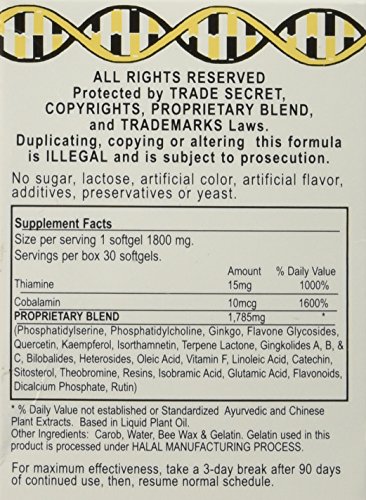 ALL RIGHTS RESERVED
Protected by TRADE SECRET,
COPYRIGHTS, PROPRIETARY BLEND,
and TRADEMARKS Laws.
Duplicating, copying or altering this formula
is ILLEGAL and is subject to prosecution.
No sugar, lactose, artificial color, artificial flavor,
additives, preservatives or yeast.
Supplement Facts
Size per serving 1 softgel 1800 mg.
Servings per box 30 softgels.
Amount % Daily Value
Thiamine 15mg 1000%
Cobalamin 10mcg 1600%
PROPRIETARY BLEND 1,785mg *
(Phosphatidylserine, Phosphatidylcholine, Ginkgo, Flavone Glycosides,
Quercetin, Kaempferol, Isorthamnetin, Terpene Lactone, Gingkolides A, B,
& C, Bilobalides, Heterosides, Oleic Acid, Vitamin F, Linoleic Acid, Catechin,
Sitosterol, Theobromine, Resins, Isobramic Acid, Glutamic Acid, Flavonoids,
Dicalcium Phosphate, Rutin)
* % Daily Value not established or Standardized Ayurvedic and Chinese
Plant Extracts. Based in Liquid Plant Oil.
Other Ingredients: Carob, Water, Bee Wax & Gelatin. Gelatin used in this
product is processed under HALAL MANUFACTURING PROCESS.
For maximum effectiveness, take a 3-day break after 90 days
of continued use, then, resume normal schedule.